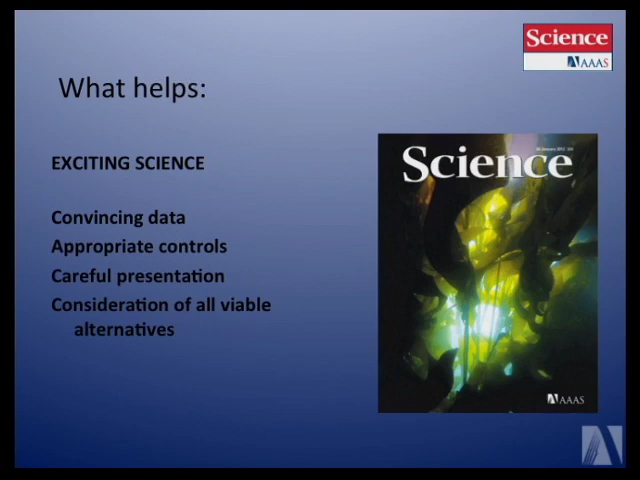 Science
AAAS
What helps:
Science
AAAS
EXCITING SCIENCE
Convincing data
Appropriate controls
Careful presentation
Consideration of all viable
alternatives